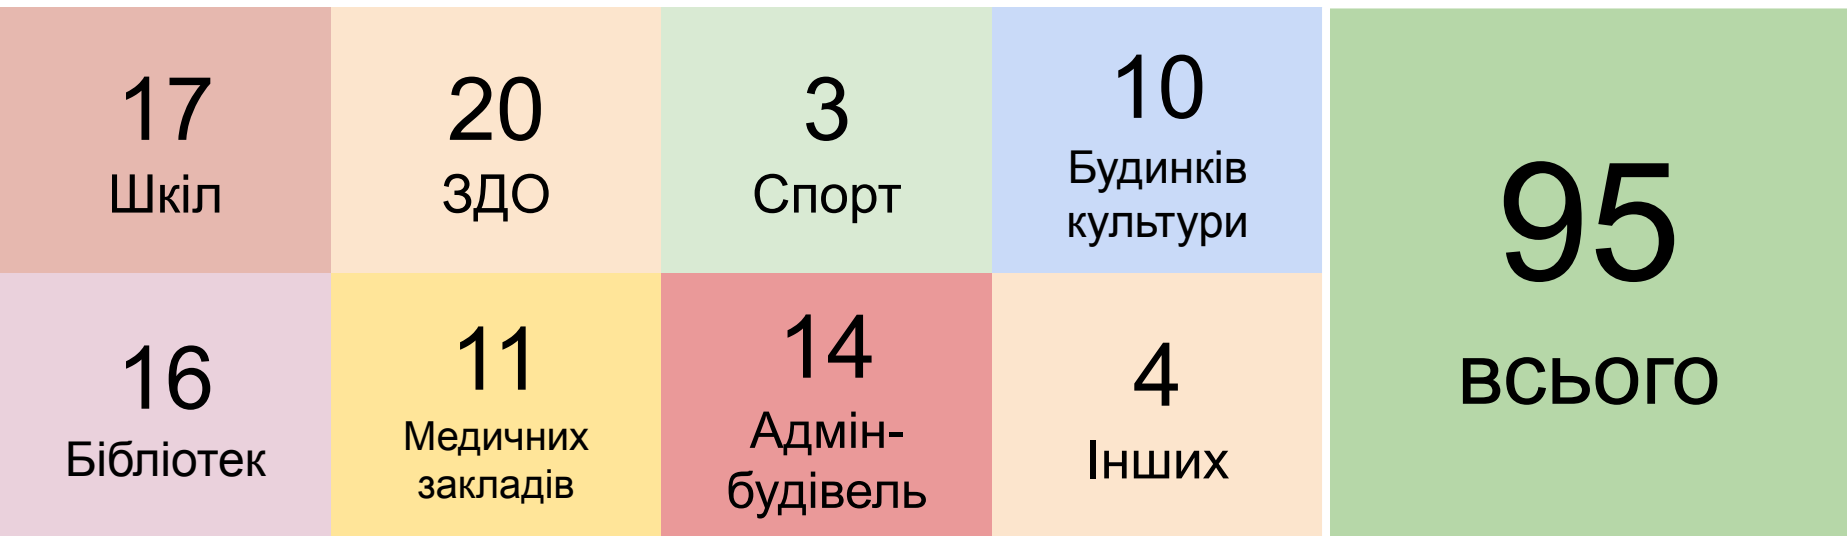 17
Шкіл
20
ЗДО
3
Спорт
10
Будинків
культури
16
Бібліотек
11
Медичних
закладів
14
Адмін-
будівель
4
Інших
95
всього